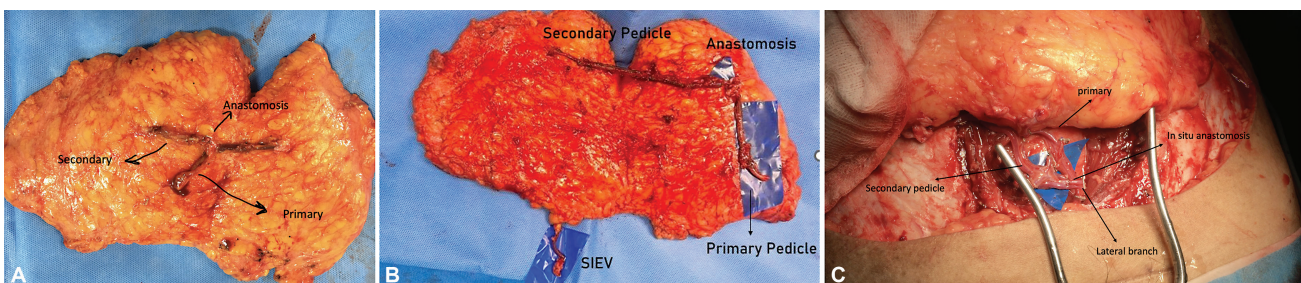 Anastomosis
Secondary
Primary
A
Secondary Pedicle
Anastomosis
Primary Pedicle
SIEV
B
primary
In situ anastomosis
Secondary pedicle
Lateral branch
C